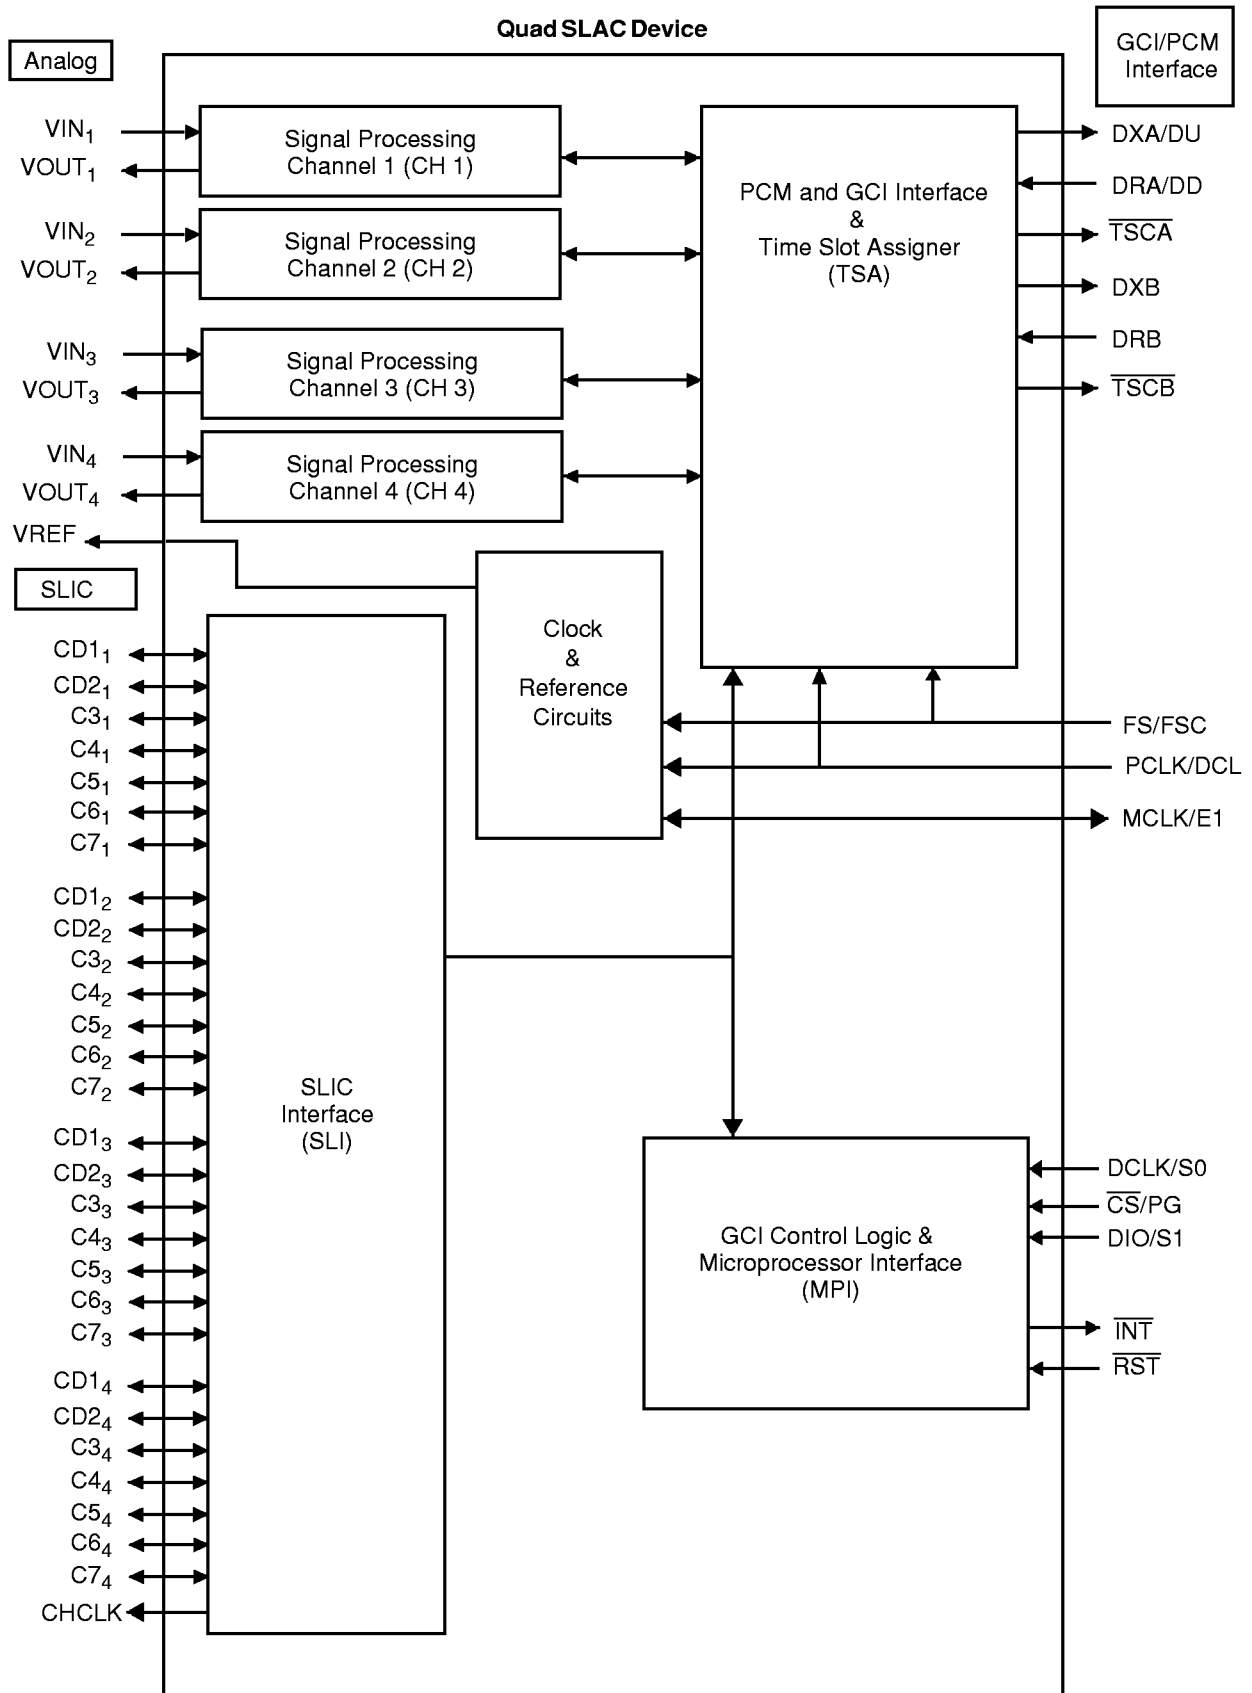 Quad SLAC Device
Analog
GCI/PCM
Interface
VIN₁
VOUT₁
VIN₂
VOUT₂
VIN₃
VOUT₃
VIN₄
VOUT₄
VREF
Signal Processing
Channel 1 (CH 1)
Signal Processing
Channel 2 (CH 2)
Signal Processing
Channel 3 (CH 3)
Signal Processing
Channel 4 (CH 4)
PCM and GCI Interface
&
Time Slot Assigner
(TSA)
DXA/DU
DRA/DD
T̅S̅C̅A̅
DXB
DRB
T̅S̅C̅B̅
SLIC
CD1₁
CD2₁
C3₁
C4₁
C5₁
C6₁
C7₁
CD1₂
CD2₂
C3₂
C4₂
C5₂
C6₂
C7₂
CD1₃
CD2₃
C3₃
C4₃
C5₃
C6₃
C7₃
CD1₄
CD2₄
C3₄
C4₄
C5₄
C6₄
C7₄
CHCLK
SLIC
Interface
(SLI)
Clock
&
Reference
Circuits
FS/FSC
PCLK/DCL
MCLK/E1
GCI Control Logic &
Microprocessor Interface
(MPI)
DCLK/S0
C̅S̅/PG
DIO/S1
I̅N̅T̅
R̅S̅T̅